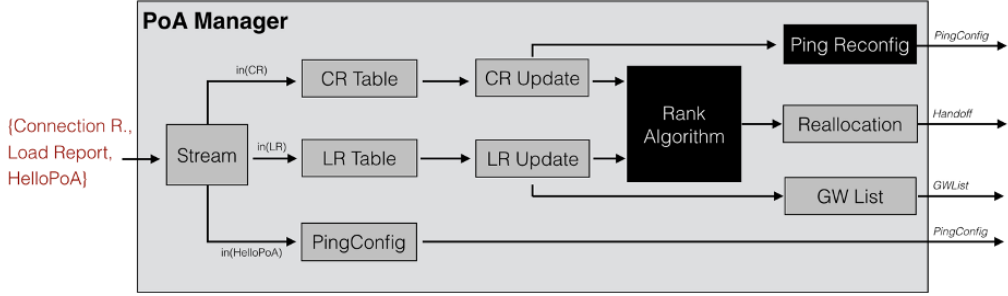 PoA Manager
PingConfig
Ping Reconfig
in(CR)
CR Table
CR Update
{Connection R.,
Load Report,
HelloPoA}
Stream
Rank
Algorithm
Reallocation
Handoff
in(LR)
LR Table
LR Update
GW List
GWList
in(HelloPoA)
PingConfig
PingConfig